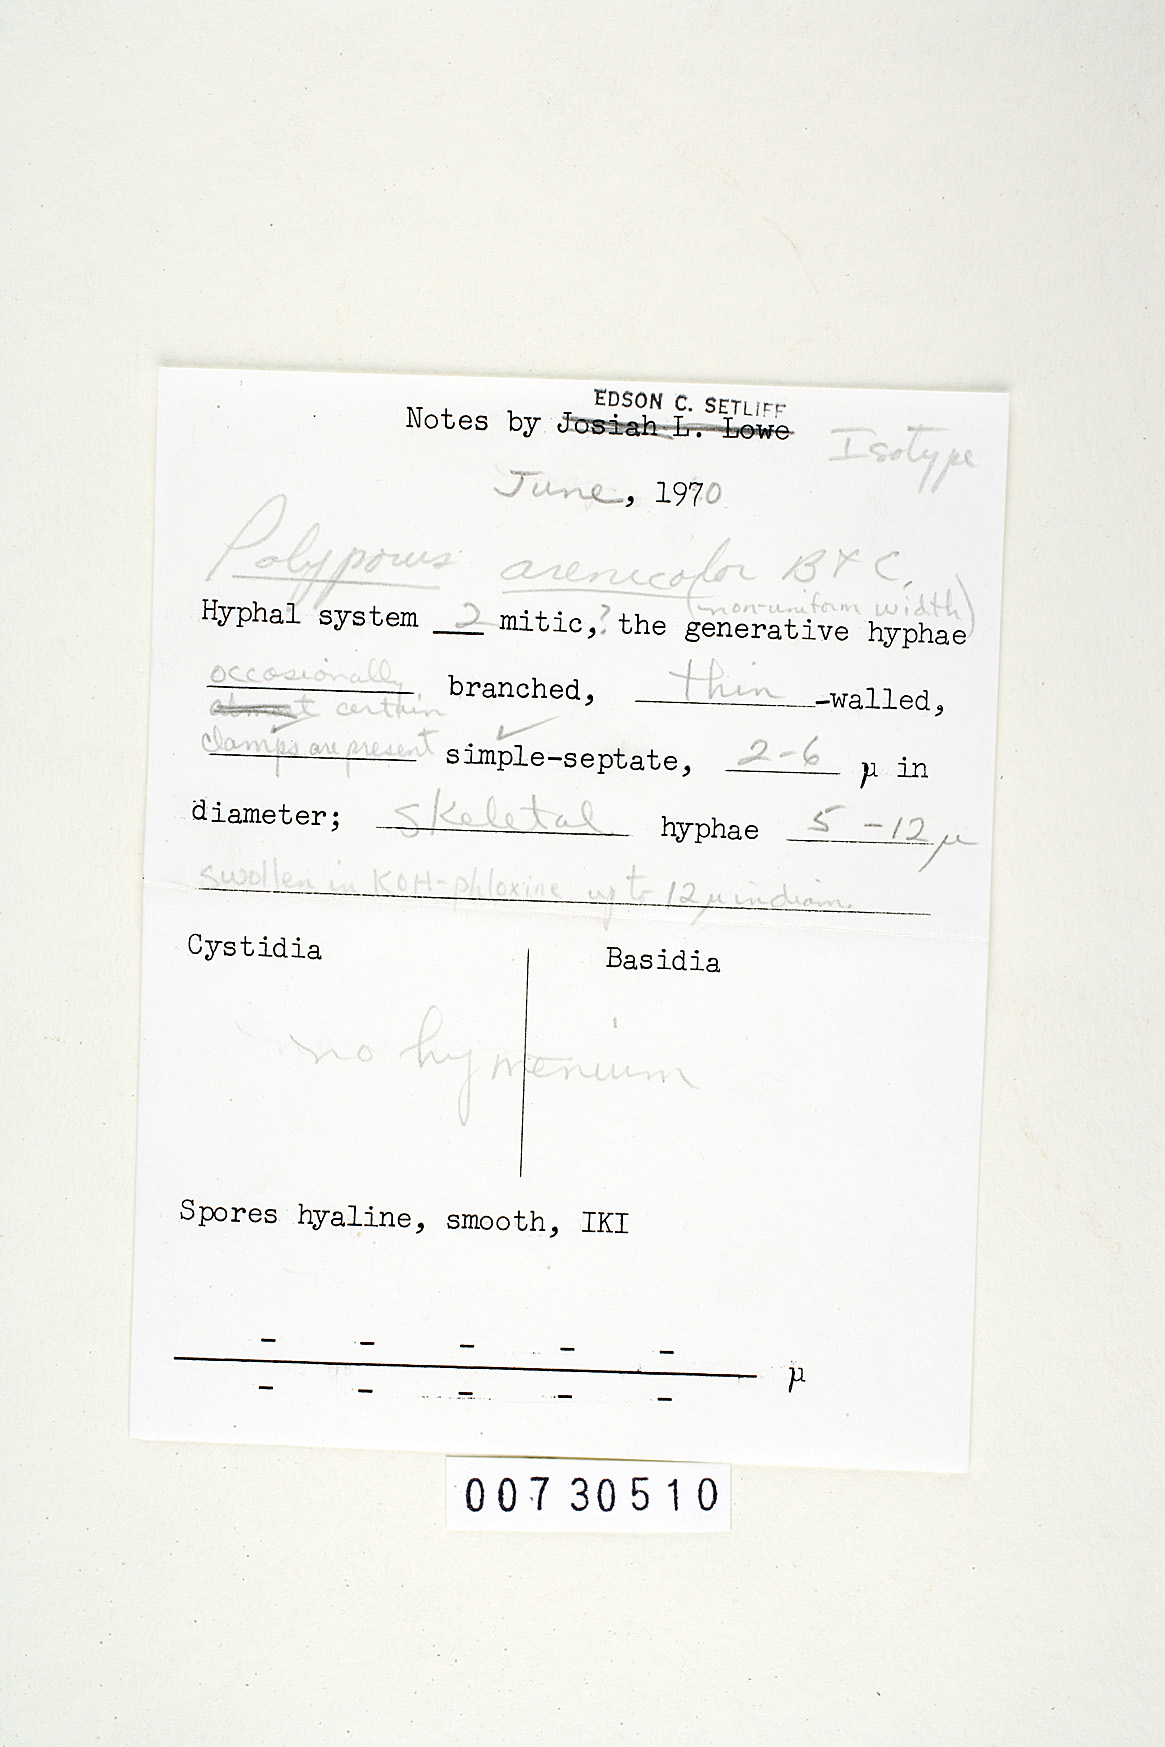 EDSON C. SETLIFF
Notes by Josiah L. Lowe
Isotype
June, 1970
Polyporus arenicolor B & C.
(non-uniform width)
Hyphal system 2 mitic,? the generative hyphae
occasionally branched, thin -walled,
almost certain
clamps are present simple-septate, 2-6 µ in
diameter; skeletal hyphae 5 -12 µ
swollen in KOH-phloxine up to 12 µ in diam.
Cystidia Basidia
no hymenium
Spores hyaline, smooth, IKI
- - - - -
µ
- - - - -
00730510